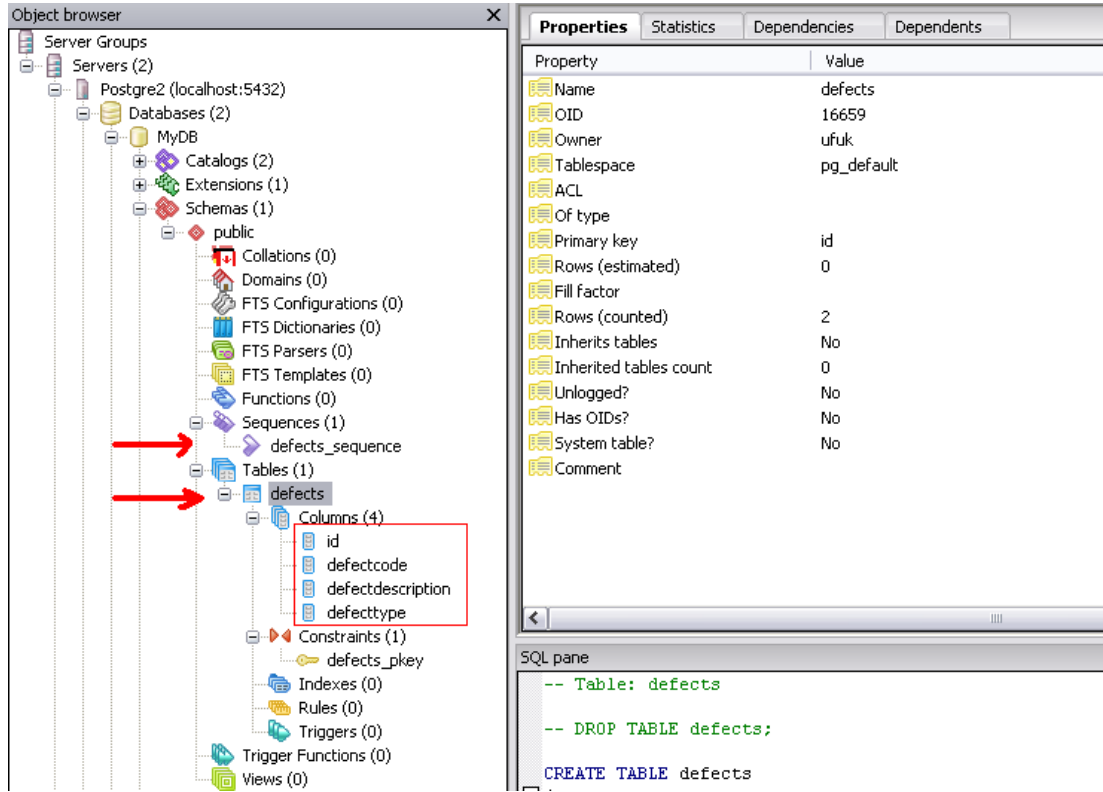 Object browser
Server Groups
Servers (2)
Postgre2 (localhost:5432)
Databases (2)
MyDB
Catalogs (2)
Extensions (1)
Schemas (1)
public
Collations (0)
Domains (0)
FTS Configurations (0)
FTS Dictionaries (0)
FTS Parsers (0)
FTS Templates (0)
Functions (0)
Sequences (1)
defects_sequence
Tables (1)
defects
Columns (4)
id
defectcode
defectdescription
defecttype
Constraints (1)
defects_pkey
Indexes (0)
Rules (0)
Triggers (0)
Trigger Functions (0)
Views (0)
Properties Statistics Dependencies Dependents
Property Value
Name defects
OID 16659
Owner ufuk
Tablespace pg_default
ACL
Of type
Primary key id
Rows (estimated) 0
Fill factor
Rows (counted) 2
Inherits tables No
Inherited tables count 0
Unlogged? No
Has OIDs? No
System table? No
Comment
SQL pane
-- Table: defects
-- DROP TABLE defects;
CREATE TABLE defects